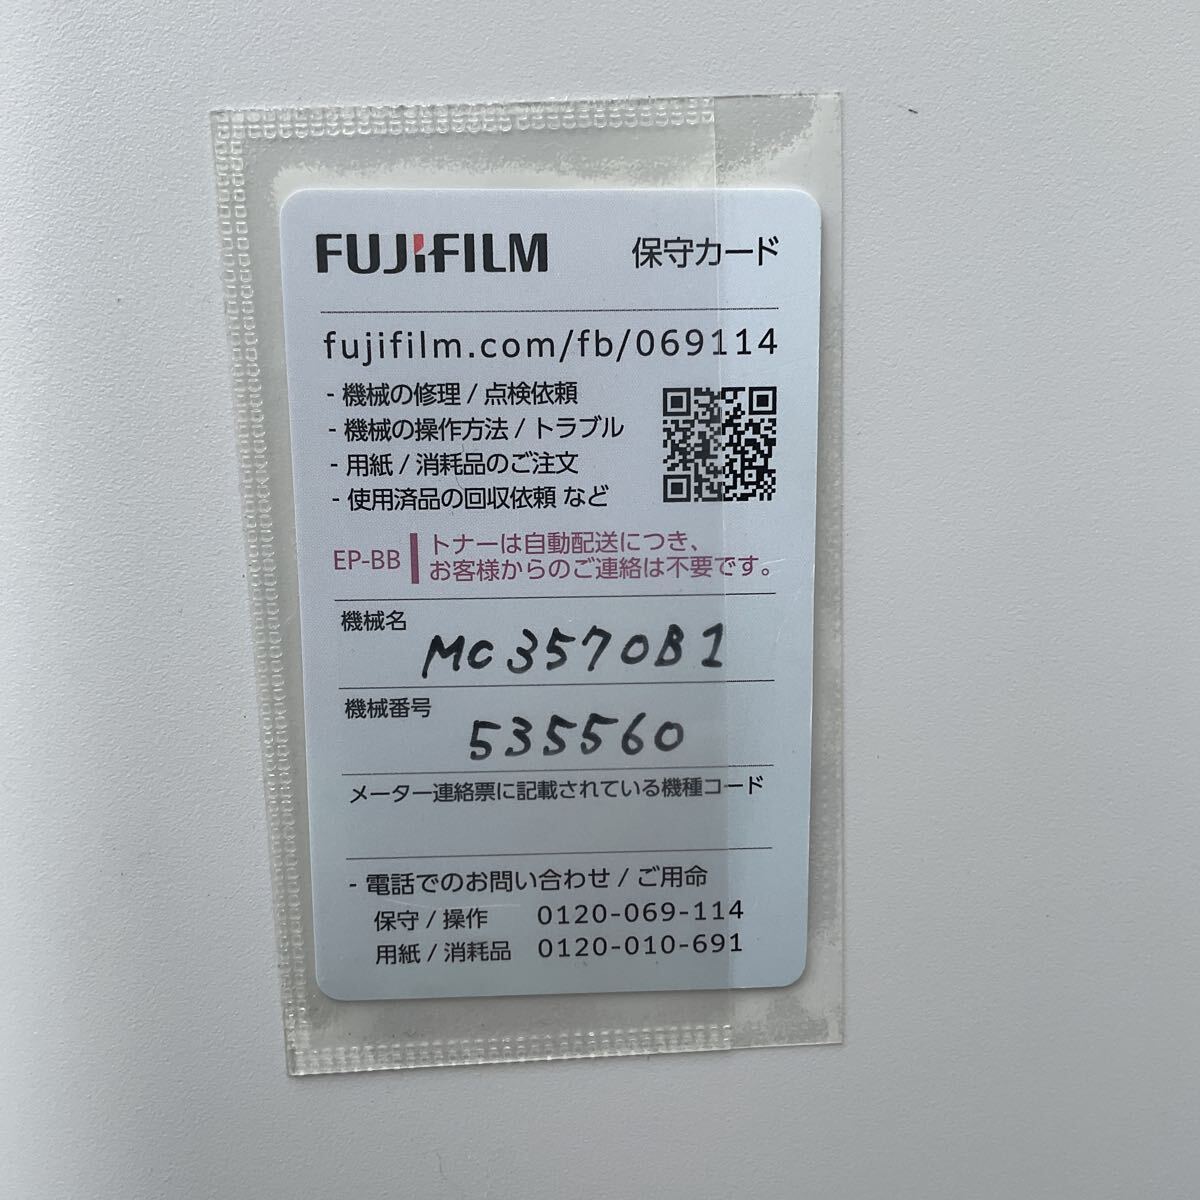 FUJIFILM 保守カード
fujifilm.com/fb/069114
- 機械の修理 / 点検依頼
- 機械の操作方法 / トラブル
- 用紙 / 消耗品のご注文
- 使用済品の回収依頼 など
EP-BB トナーは自動配送につき、
お客様からのご連絡は不要です。
機械名
MC3570B1
機械番号
535560
メーター連絡票に記載されている機種コード
- 電話でのお問い合わせ / ご用命
保守 / 操作 0120-069-114
用紙 / 消耗品 0120-010-691